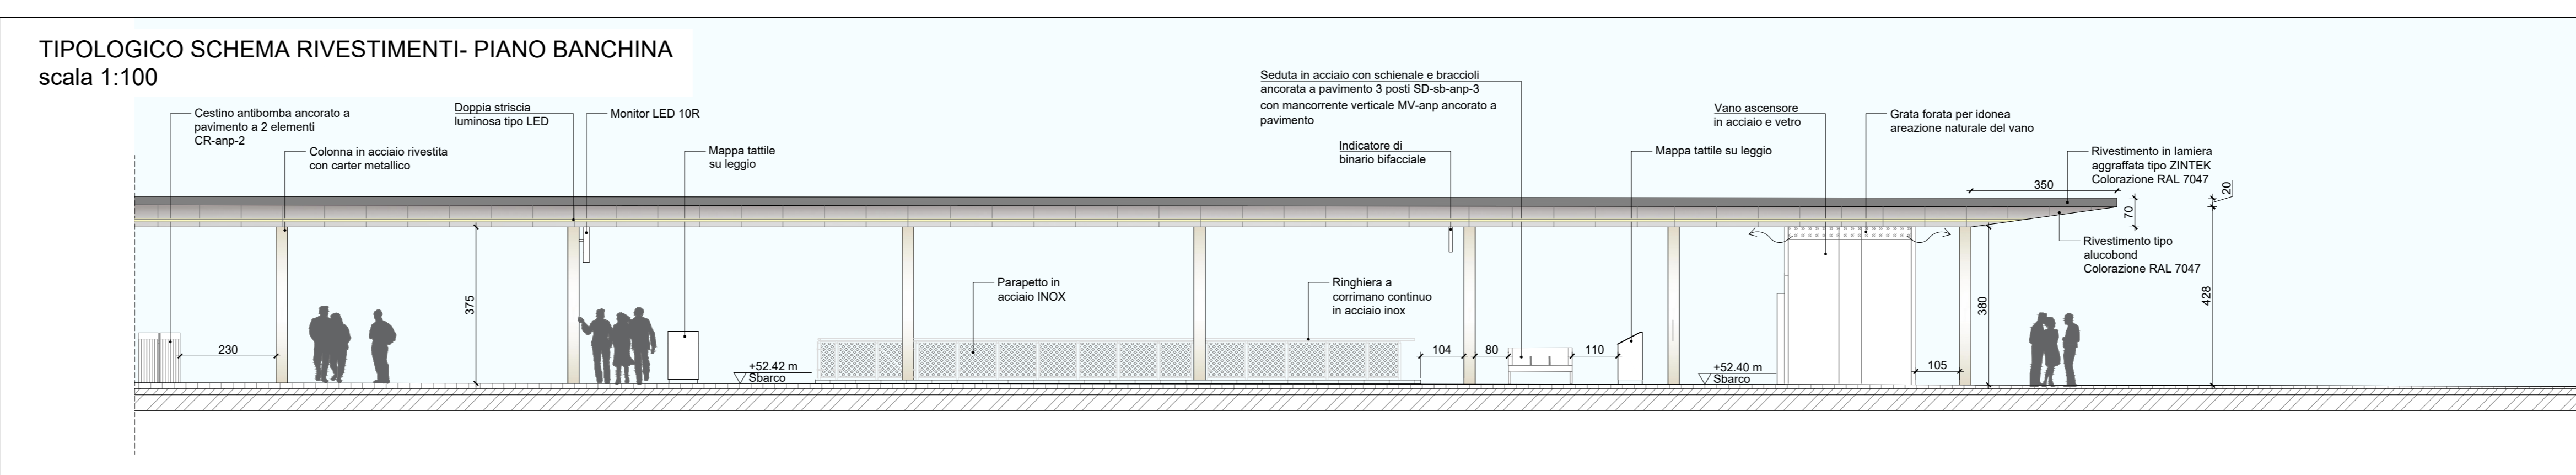 TIPOLOGICO SCHEMA RIVESTIMENTI- PIANO BANCHINA
scala 1:100
Cestino antibomba ancorato a
pavimento a 2 elementi
CR-anp-2
Colonna in acciaio rivestita
con carter metallico
Doppia striscia
luminosa tipo LED
Monitor LED 10R
Mappa tattile
su leggio
Seduta in acciaio con schienale e braccioli
ancorata a pavimento 3 posti SD-sb-anp-3
con mancorrente verticale MV-anp ancorato a
pavimento
Indicatore di
binario bifacciale
Mappa tattile su leggio
Vano ascensore
in acciaio e vetro
Grata forata per idonea
areazione naturale del vano
Rivestimento in lamiera
aggraffata tipo ZINTEK
Colorazione RAL 7047
350
20
70
Rivestimento tipo
alucobond
Colorazione RAL 7047
428
380
375
Parapetto in
acciaio INOX
Ringhiera a
corrimano continuo
in acciaio inox
230
+52.42 m
Sbarco
104
80
110
+52.40 m
Sbarco
105